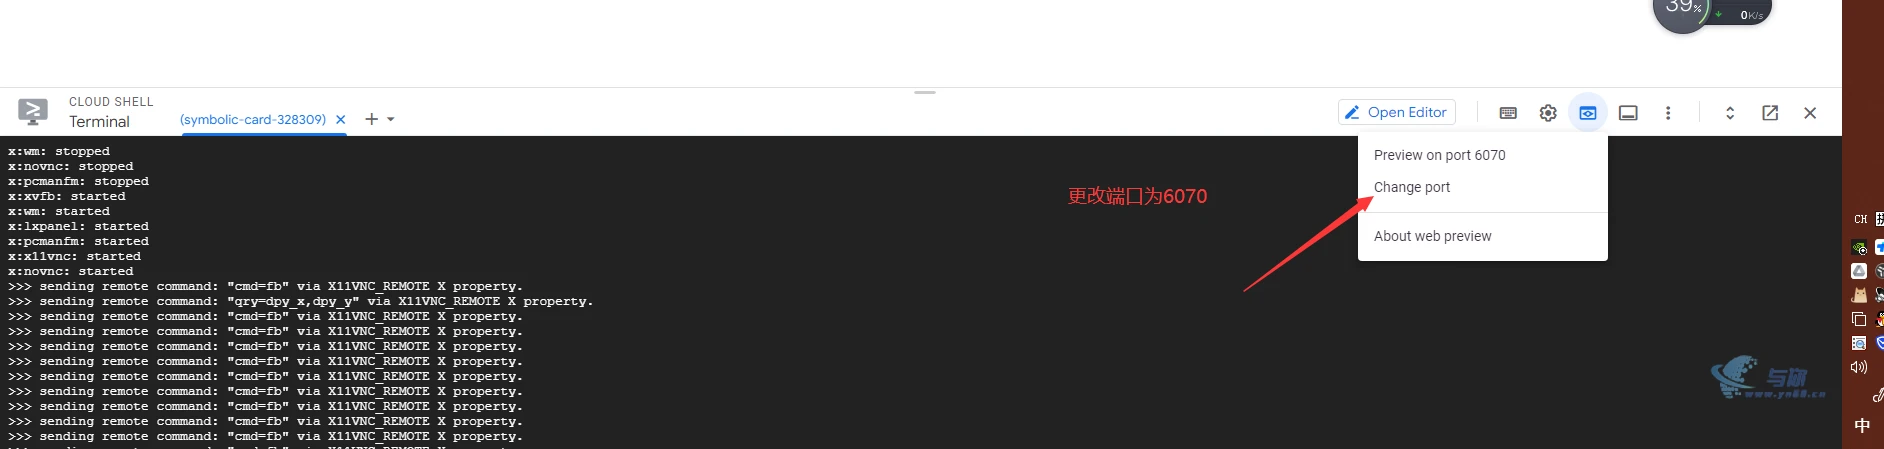 39%
0K/s
CLOUD SHELL
Terminal
(symbolic-card-328309)
Open Editor
x:wm: stopped
x:novnc: stopped
x:pcmanfm: stopped
x:xvfb: started
x:wm: started
x:lxpanel: started
x:pcmanfm: started
x:x11vnc: started
x:novnc: started
>>> sending remote command: "cmd=fb" via X11VNC_REMOTE X property.
>>> sending remote command: "qry=dpy_x,dpy_y" via X11VNC_REMOTE X property.
>>> sending remote command: "cmd=fb" via X11VNC_REMOTE X property.
>>> sending remote command: "cmd=fb" via X11VNC_REMOTE X property.
>>> sending remote command: "cmd=fb" via X11VNC_REMOTE X property.
>>> sending remote command: "cmd=fb" via X11VNC_REMOTE X property.
>>> sending remote command: "cmd=fb" via X11VNC_REMOTE X property.
>>> sending remote command: "cmd=fb" via X11VNC_REMOTE X property.
>>> sending remote command: "cmd=fb" via X11VNC_REMOTE X property.
>>> sending remote command: "cmd=fb" via X11VNC_REMOTE X property.
>>> sending remote command: "cmd=fb" via X11VNC_REMOTE X property.
更改端口为6070
Preview on port 6070
Change port
About web preview
CH
与你
中